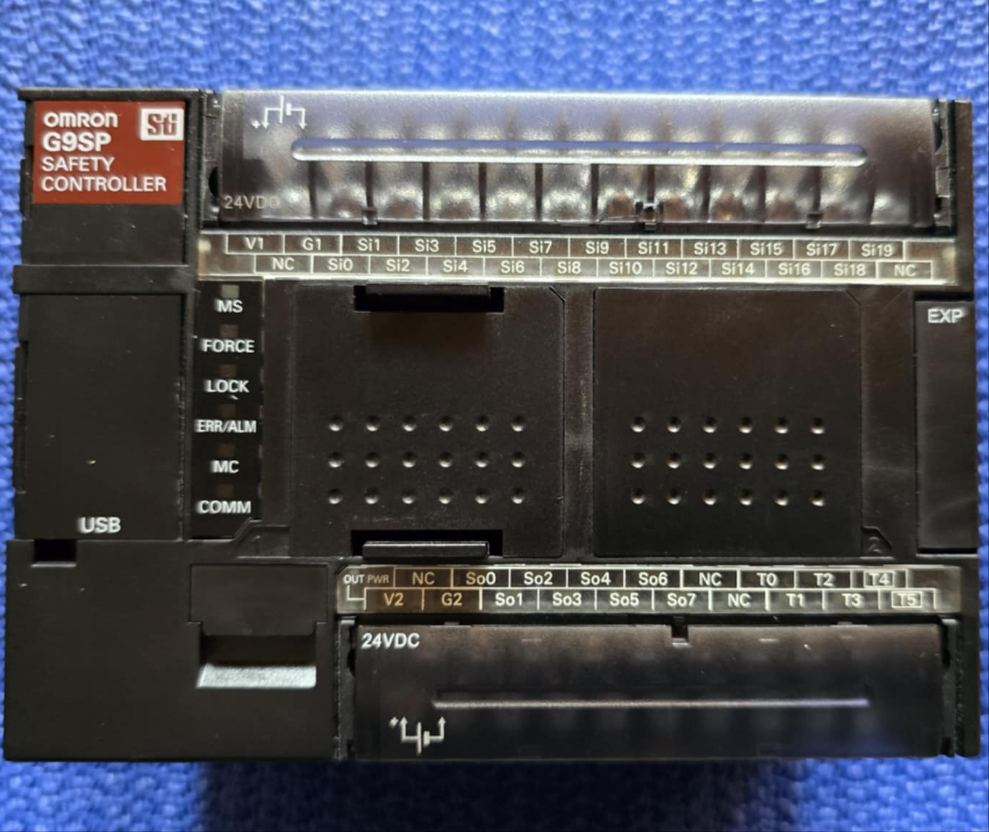 omron STi
G9SP
SAFETY
CONTROLLER
24VDC
V1 G1 Si1 Si3 Si5 Si7 Si9 Si11 Si13 Si15 Si17 Si19
NC Si0 Si2 Si4 Si6 Si8 Si10 Si12 Si14 Si16 Si18 NC
MS
FORCE
LOCK
ERR/ALM
MC
COMM
USB
EXP
OUT PWR NC So0 So2 So4 So6 NC T0 T2 T4
V2 G2 So1 So3 So5 So7 NC T1 T3 T5
24VDC